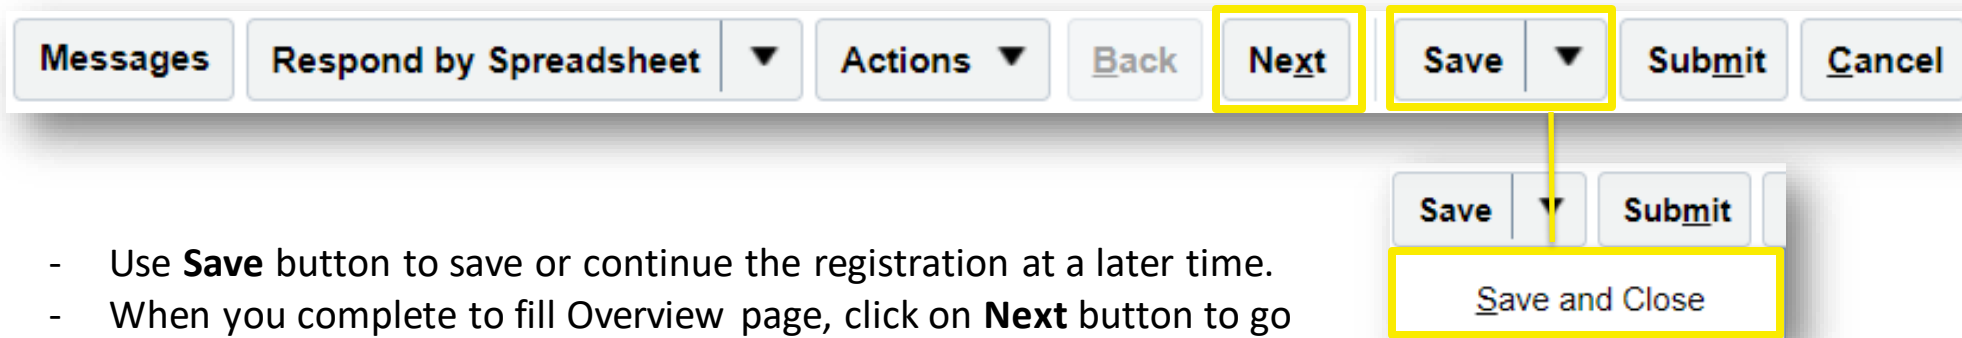 Messages Respond by Spreadsheet ▼ Actions ▼ Back Next Save ▼ Submit Cancel
Save ▼ Submit
- Use Save button to save or continue the registration at a later time.
Save and Close
- When you complete to fill Overview page, click on Next button to go